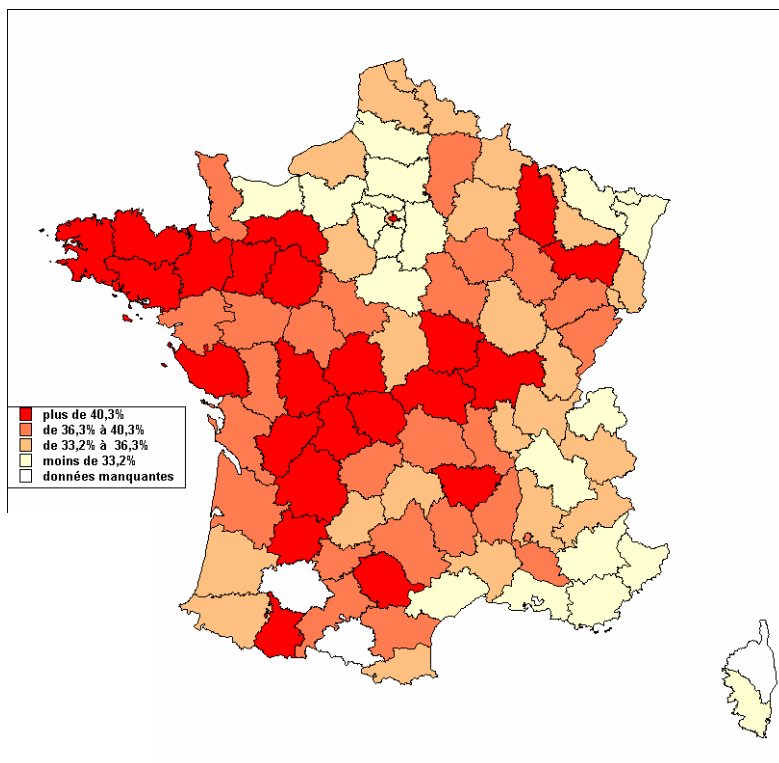 plus de 40,3%
de 36,3% à 40,3%
de 33,2% à 36,3%
moins de 33,2%
données manquantes